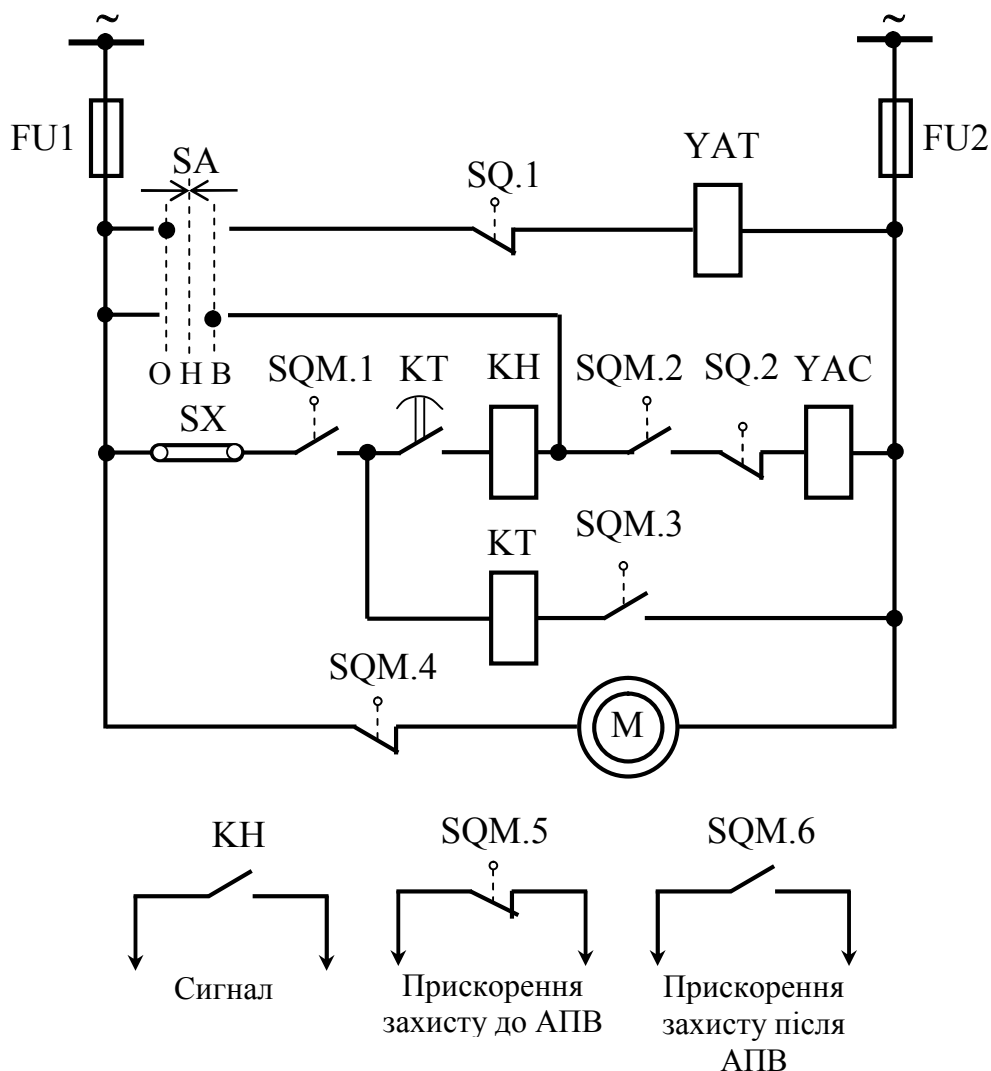 ~ ~
FU1 SA SQ.1 YAT FU2
О Н В SQM.1 KT KH SQM.2 SQ.2 YAC
SX
KT SQM.3
SQM.4
M
KH SQM.5 SQM.6
Сигнал
Прискорення
захисту до АПВ
Прискорення
захисту після
АПВ